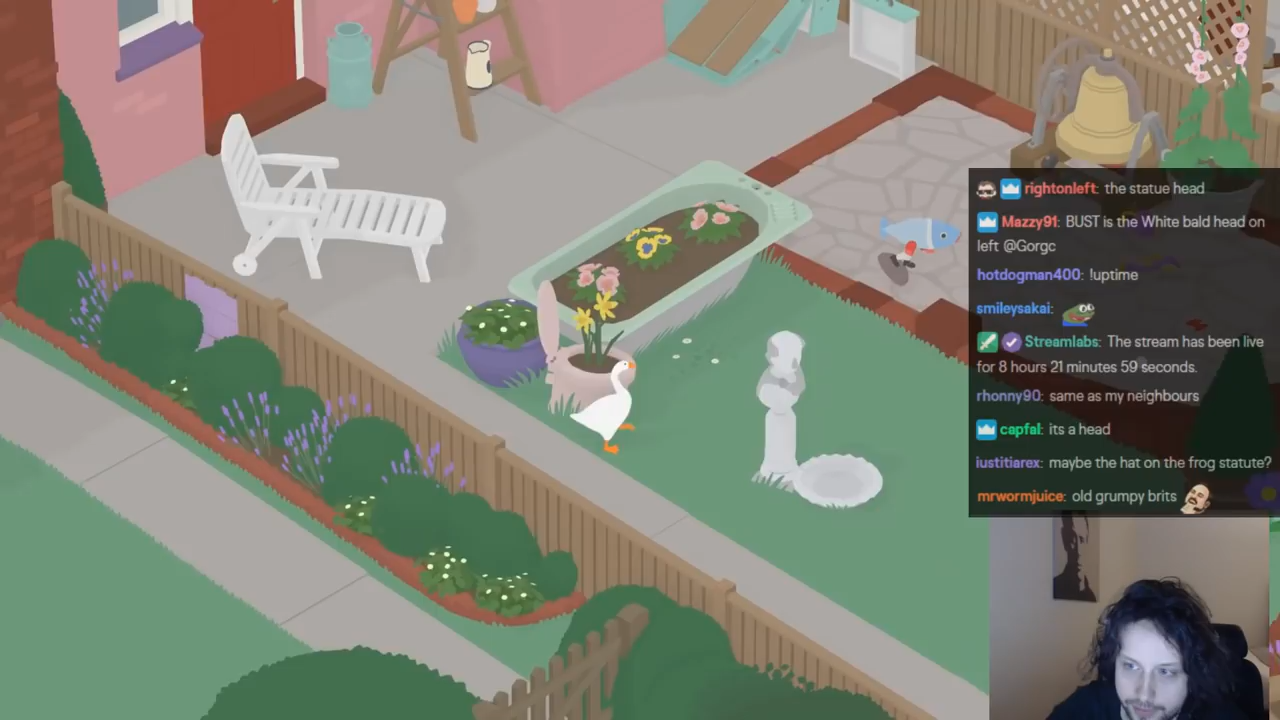 rightonleft: the statue head
Mazzy91: BUST is the White bald head on
left @Gorgc
hotdogman400: !uptime
smileysakai:
Streamlabs: The stream has been live
for 8 hours 21 minutes 59 seconds.
rhonny90: same as my neighbours
capfal: its a head
iustitiarex: maybe the hat on the frog statute?
mrwormjuice: old grumpy brits